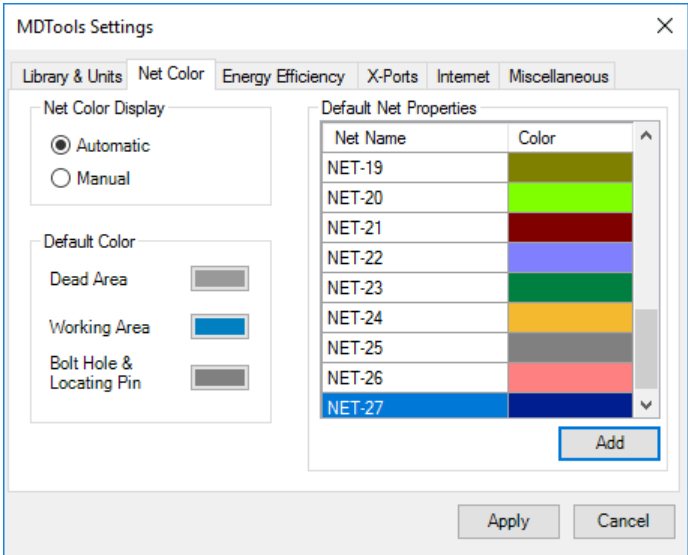 MDTools Settings
Library & Units Net Color Energy Efficiency X-Ports Internet Miscellaneous
Net Color Display
Automatic
Manual
Default Color
Dead Area
Working Area
Bolt Hole &
Locating Pin
Default Net Properties
Net Name Color
NET-19
NET-20
NET-21
NET-22
NET-23
NET-24
NET-25
NET-26
NET-27
Add
Apply Cancel